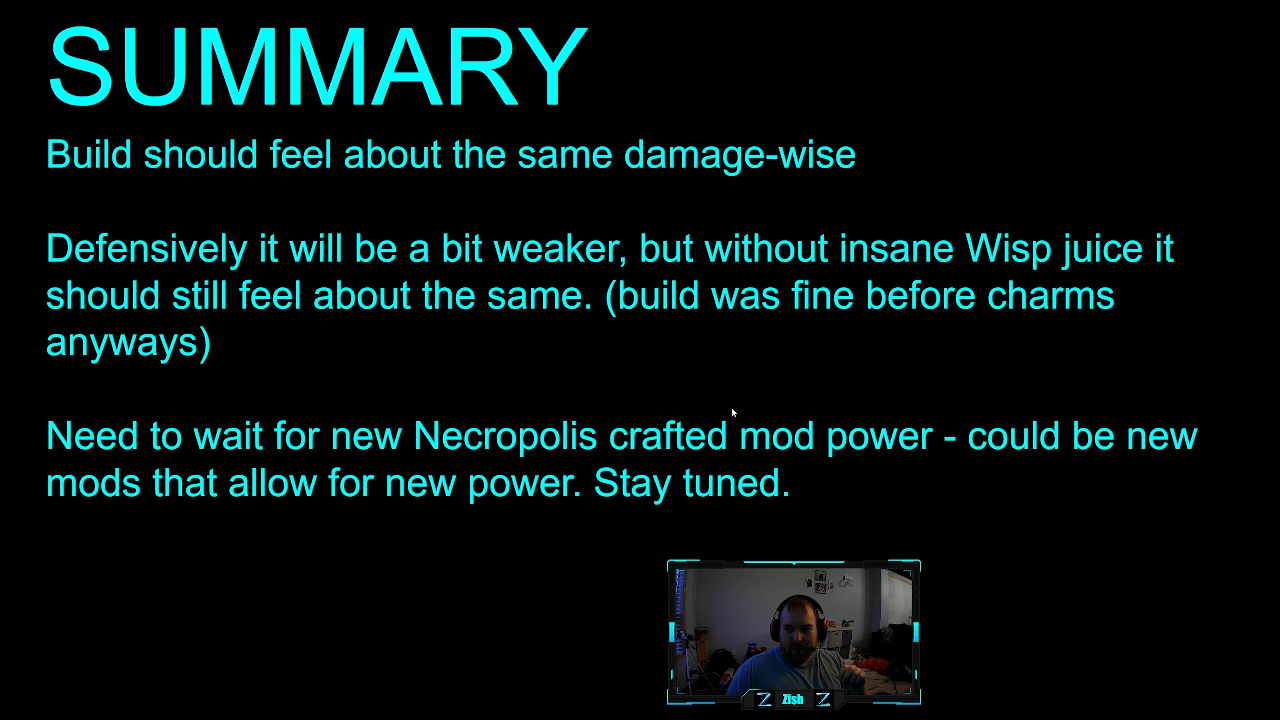 SUMMARY
Build should feel about the same damage-wise
Defensively it will be a bit weaker, but without insane Wisp juice it
should still feel about the same. (build was fine before charms
anyways)
Need to wait for new Necropolis crafted mod power - could be new
mods that allow for new power. Stay tuned.
Z Zish Z